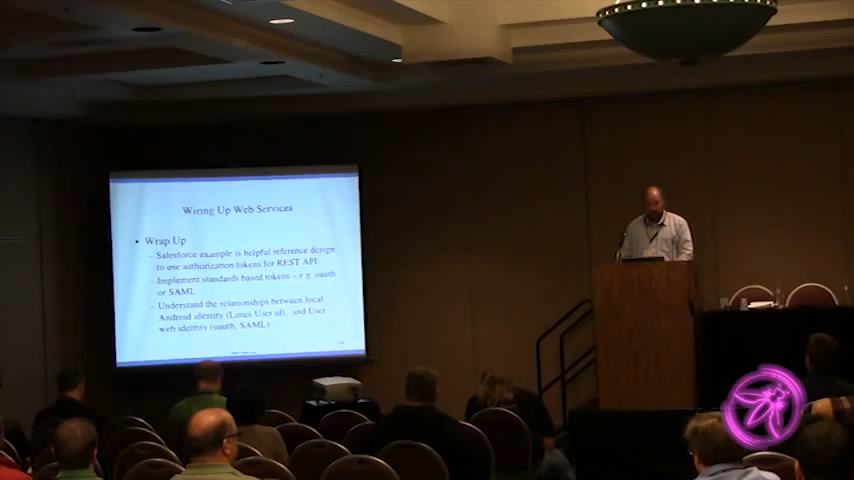 Wiring Up Web Services
• Wrap Up
– Salesforce example is helpful reference design
to use authorization tokens for REST API
– Implement standards based tokens – e.g. oauth
or SAML
– Understand the relationships between local
Android identity (Linux User id), and User
web identity (oauth, SAML)